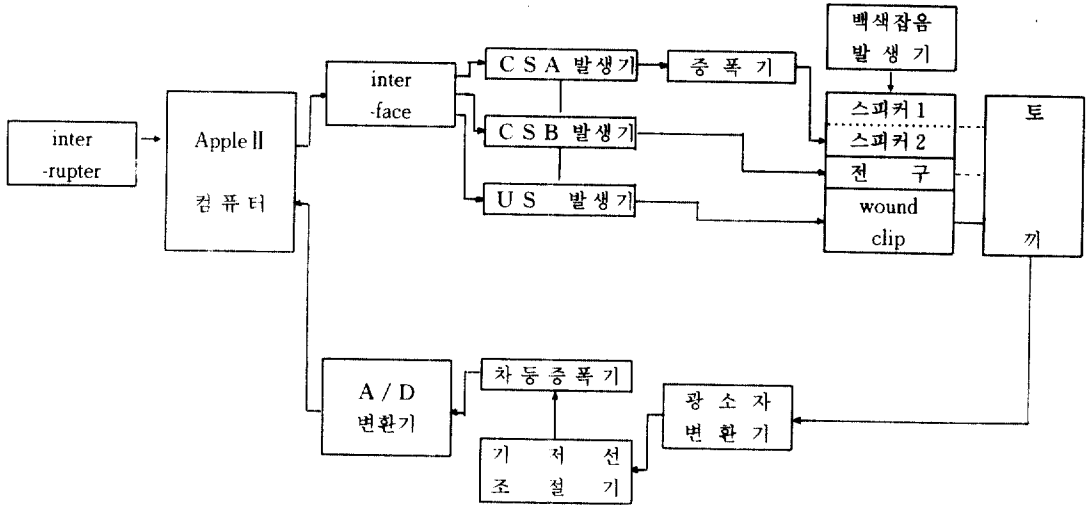 백색잡음
발생기
C S A 발생기
증 폭 기
inter
-face
스피커 1
스피커 2
토
끼
inter
-rupter
Apple II
컴 퓨 터
C S B 발생기
전 구
U S 발생기
wound
clip
차 등 증 폭 기
A / D
변환기
광 소 자
변 환 기
기 저 선
조 절 기